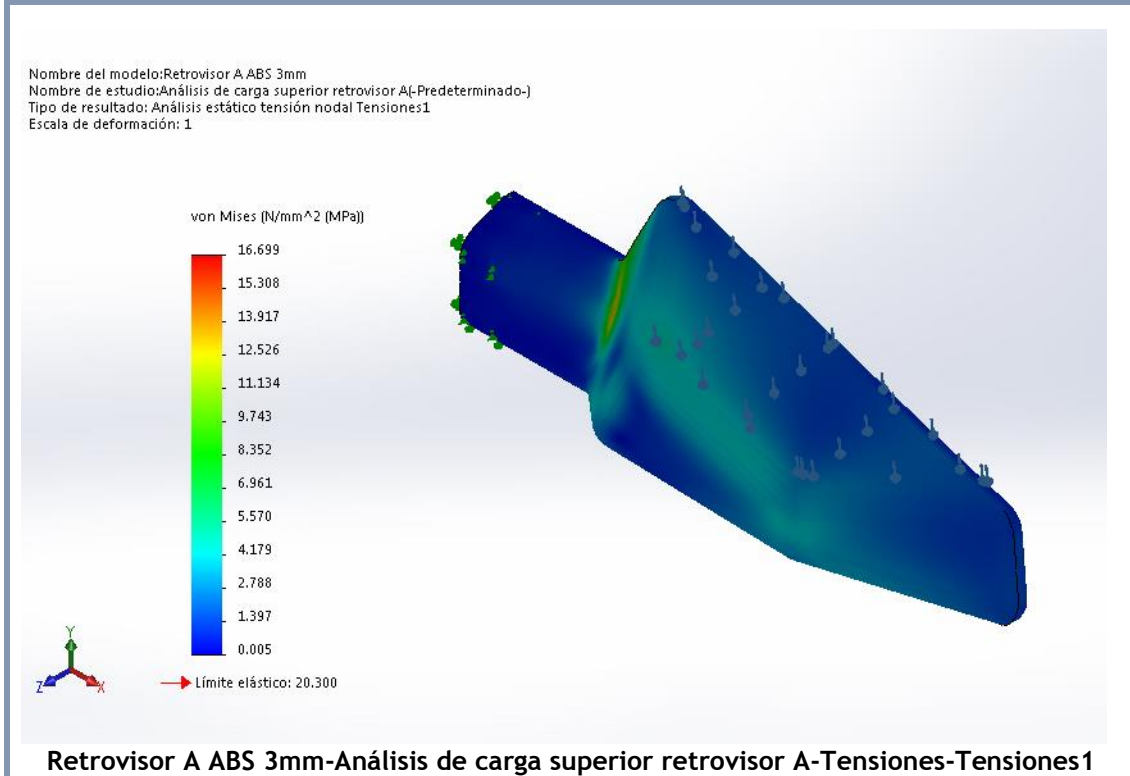 Nombre del modelo:Retrovisor A ABS 3mm
Nombre de estudio:Análisis de carga superior retrovisor A(-Predeterminado-)
Tipo de resultado: Análisis estático tensión nodal Tensiones1
Escala de deformación: 1
von Mises (N/mm^2 (MPa))
16.699
15.308
13.917
12.526
11.134
9.743
8.352
6.961
5.570
4.179
2.788
1.397
0.005
Límite elástico: 20.300
Y
Z
X
Retrovisor A ABS 3mm-Análisis de carga superior retrovisor A-Tensiones-Tensiones1